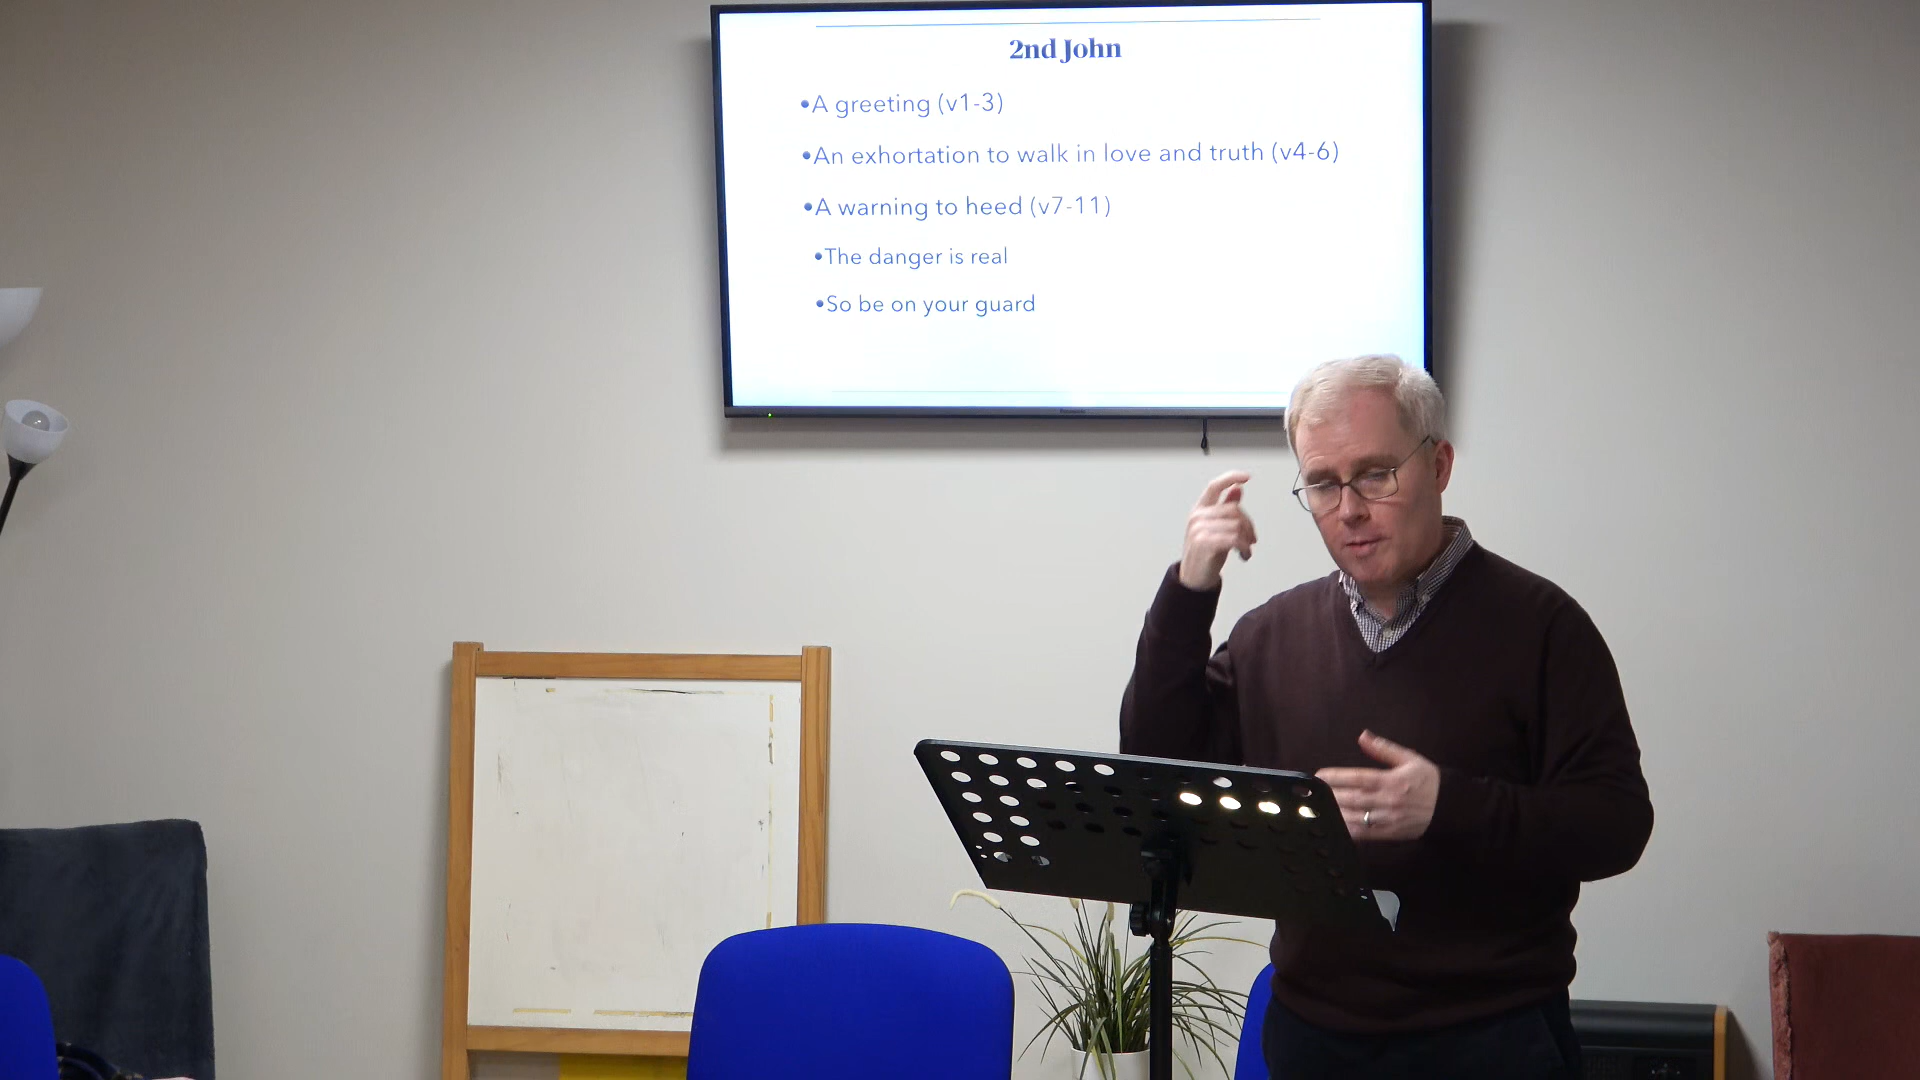 2nd John
•A greeting (v1-3)
•An exhortation to walk in love and truth (v4-6)
•A warning to heed (v7-11)
•The danger is real
•So be on your guard